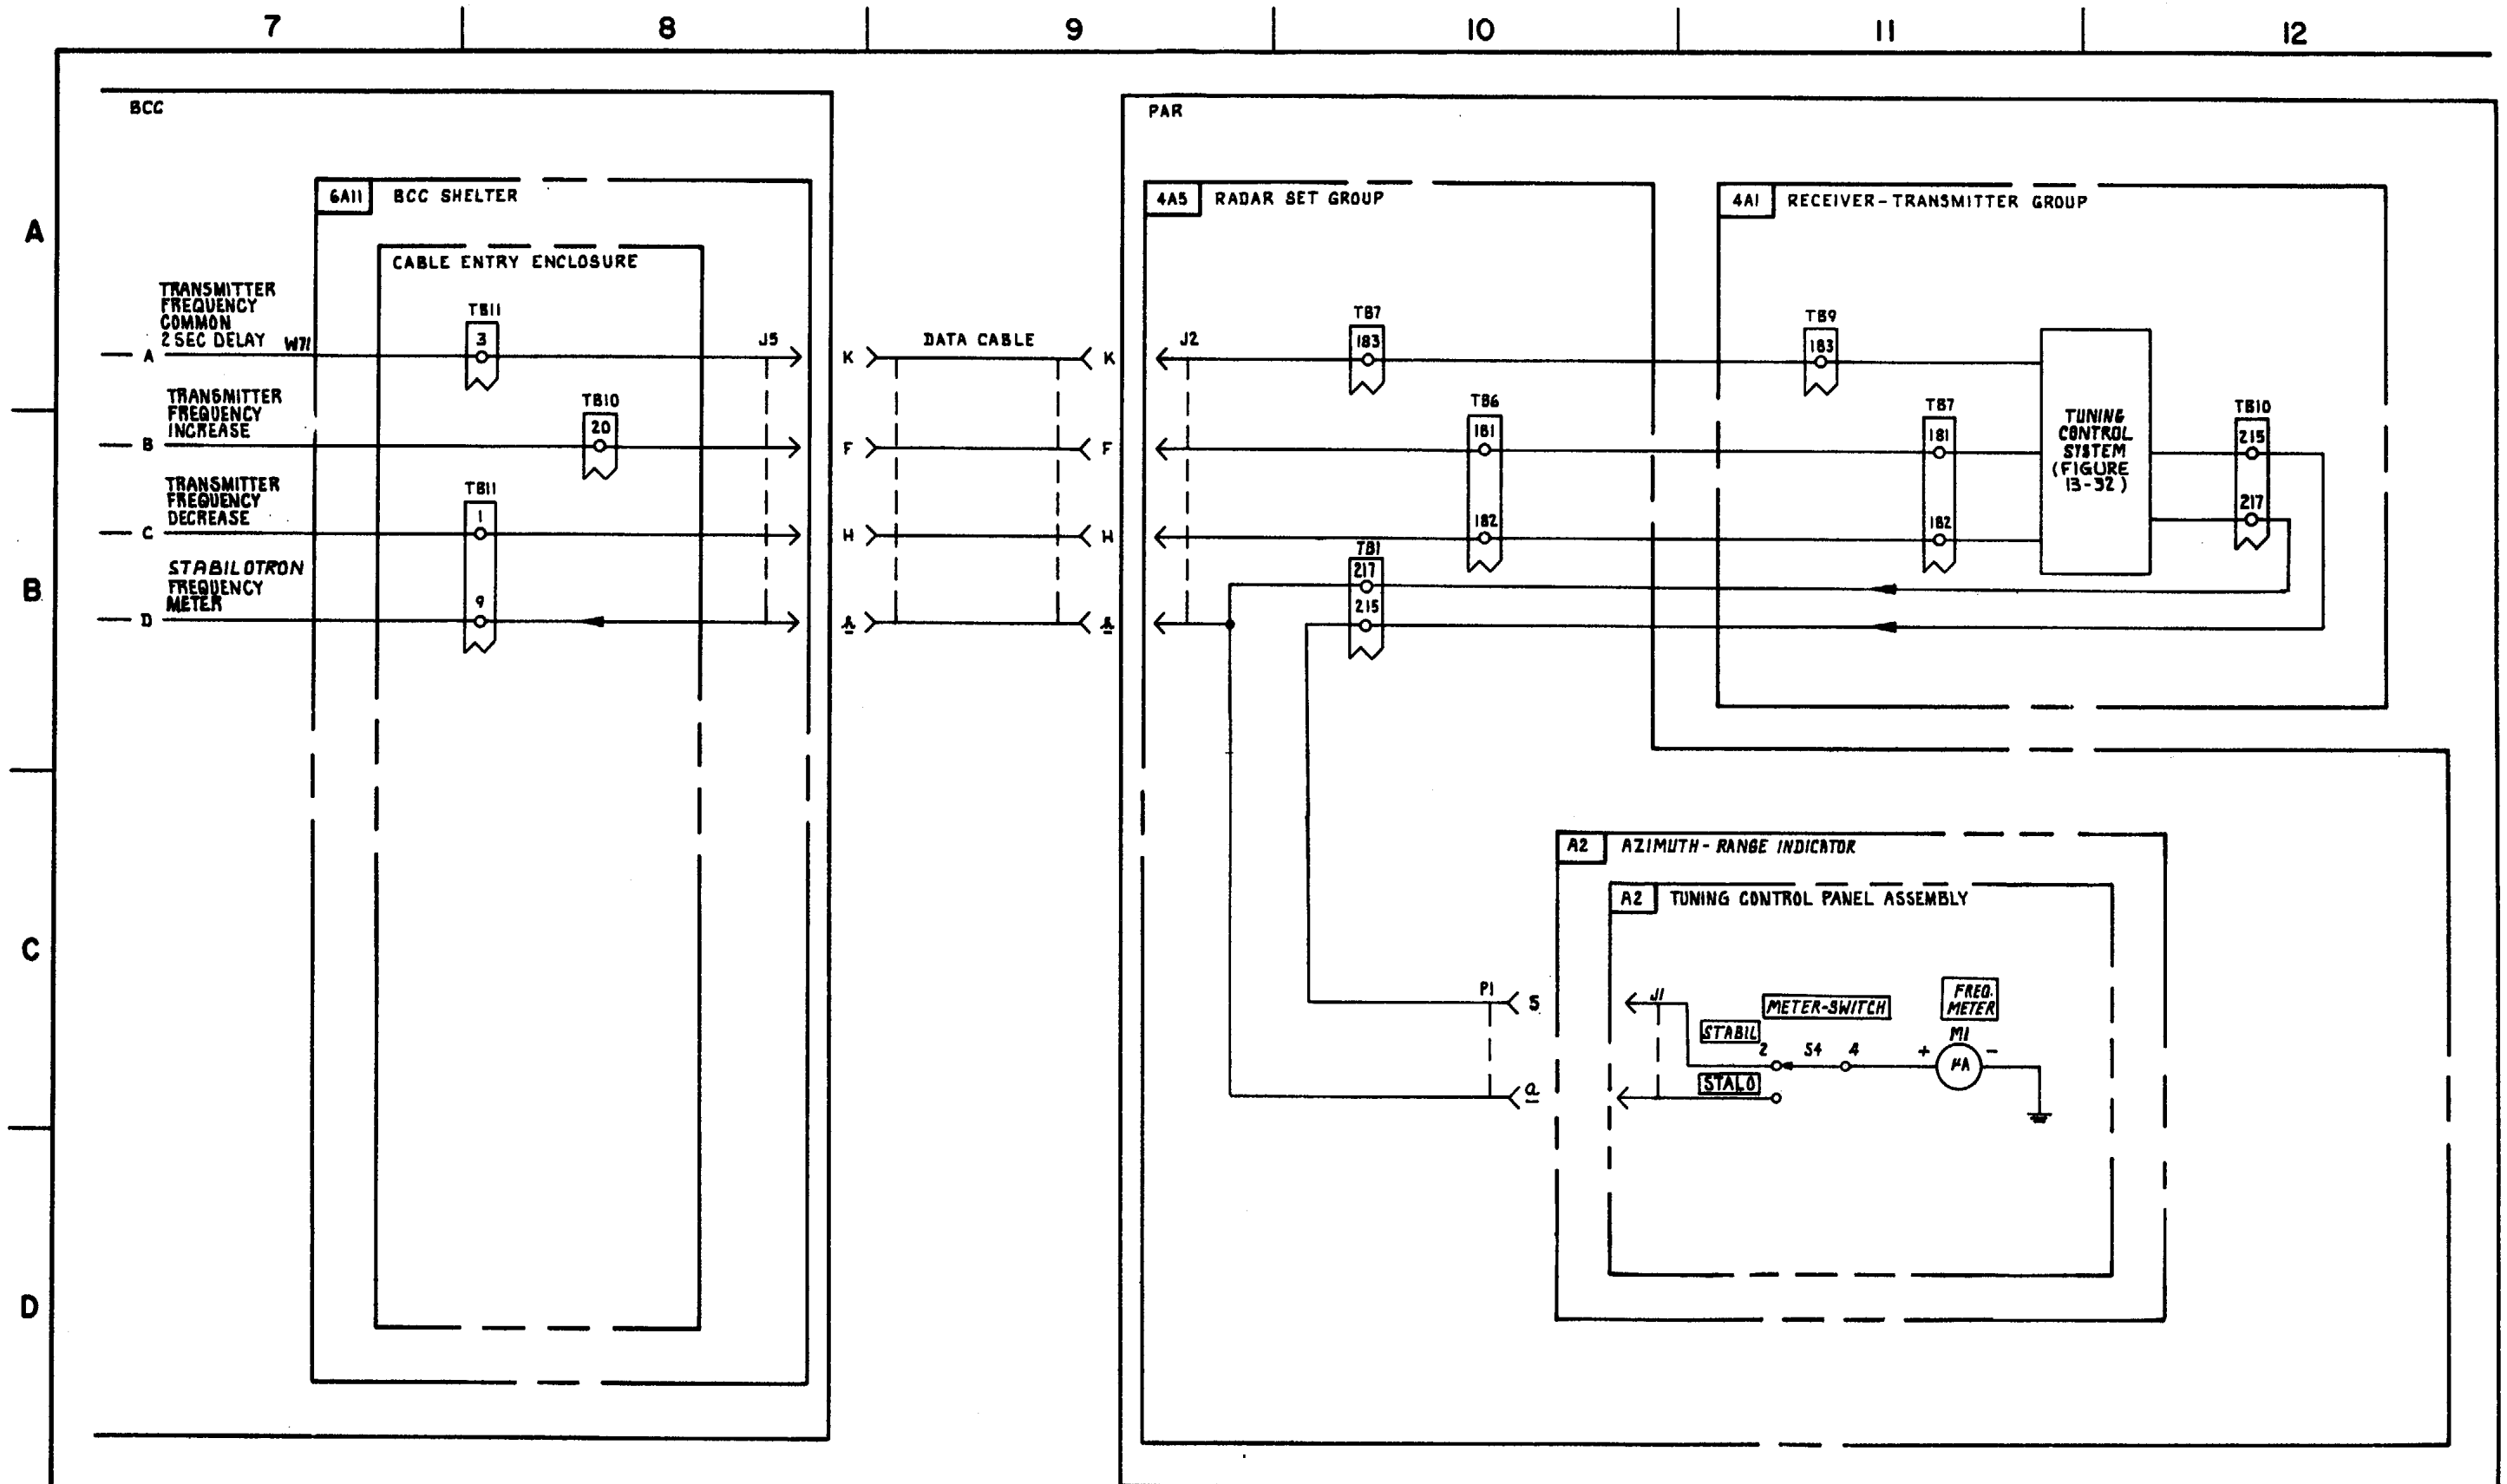 7 8 9 10 11 12
A
B
C
D
BCC
6A11 BCC SHELTER
CABLE ENTRY ENCLOSURE
TRANSMITTER
FREQUENCY
COMMON
2 SEC DELAY W71
A
TB11
3
J5
TRANSMITTER
FREQUENCY
INCREASE
B
TB10
20
TRANSMITTER
FREQUENCY
DECREASE
C
TB11
1
STABILOTRON
FREQUENCY
METER
D
9
DATA CABLE
K K
F F
H H
PAR
4A5 RADAR SET GROUP
J2
TB7
183
TB6
181
182
TB1
217
215
4A1 RECEIVER-TRANSMITTER GROUP
TB9
183
TB7
181
182
TUNING
CONTROL
SYSTEM
(FIGURE
13-32)
TB10
215
217
A2 AZIMUTH-RANGE INDICATOR
A2 TUNING CONTROL PANEL ASSEMBLY
P1
a
J1
STABIL
METER-SWITCH
FREQ.
METER
M1
2 S4 4 + µA -
STALO